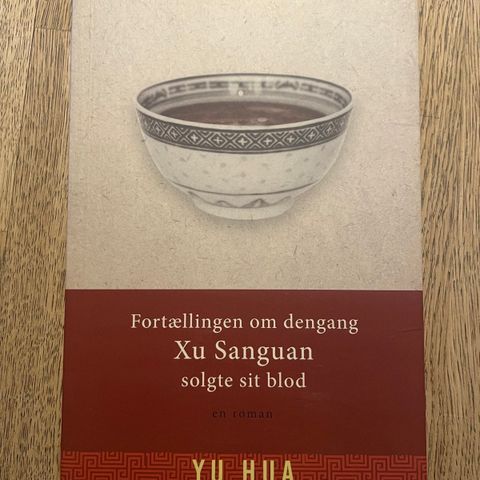 Fortællingen om dengang
Xu Sanguan
solgte sit blod
en roman
YU HUA